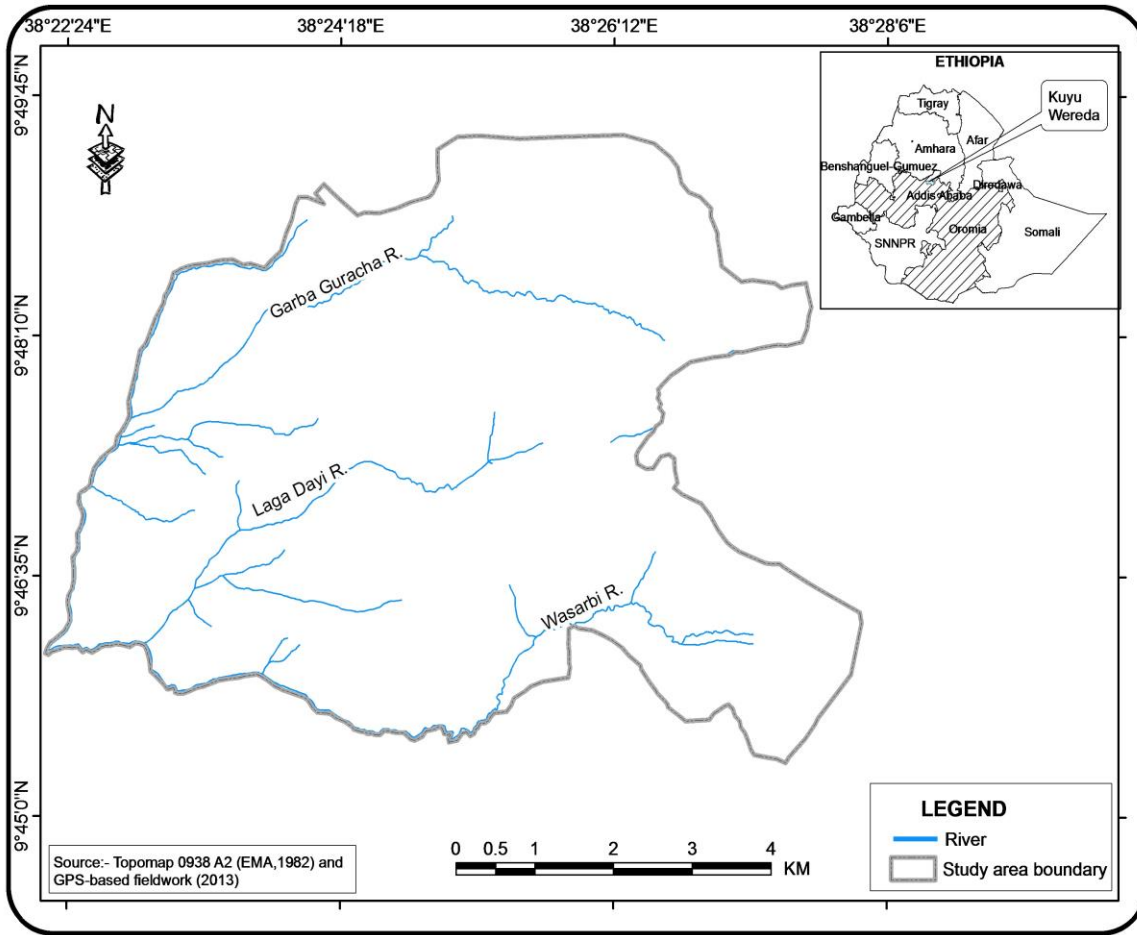 38°22'24"E
38°24'18"E
38°26'12"E
38°28'6"E
9°49'45"N
9°48'10"N
9°46'35"N
9°45'0"N
N
ETHIOPIA
Kuyu
Wereda
Tigray
Afar
Amhara
Benshanguel-Gumuez
Diredawa
Addis Ababa
Gambella
Oromia
Somali
SNNPR
Garba Guracha R.
Laga Dayi R.
Wasarbi R.
LEGEND
River
Study area boundary
0 0.5 1 2 3 4
KM
Source:- Topomap 0938 A2 (EMA,1982) and
GPS-based fieldwork (2013)